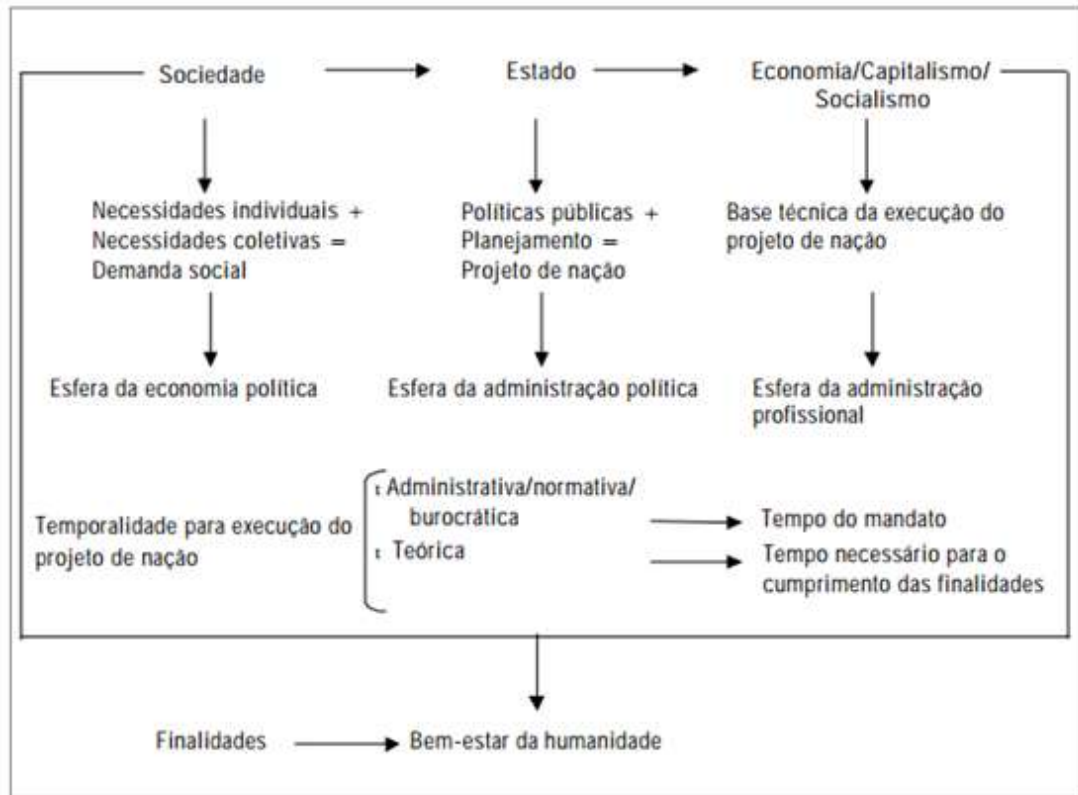 Sociedade
Estado
Economia/Capitalismo/
Socialismo
Necessidades individuais +
Necessidades coletivas =
Demanda social
Políticas públicas +
Planejamento =
Projeto de nação
Base técnica da execução do
projeto de nação
Esfera da economia política
Esfera da administração política
Esfera da administração
profissional
Temporalidade para execução do
projeto de nação
t Administrativa/normativa/
burocrática
t Teórica
Tempo do mandato
Tempo necessário para o
cumprimento das finalidades
Finalidades
Bem-estar da humanidade